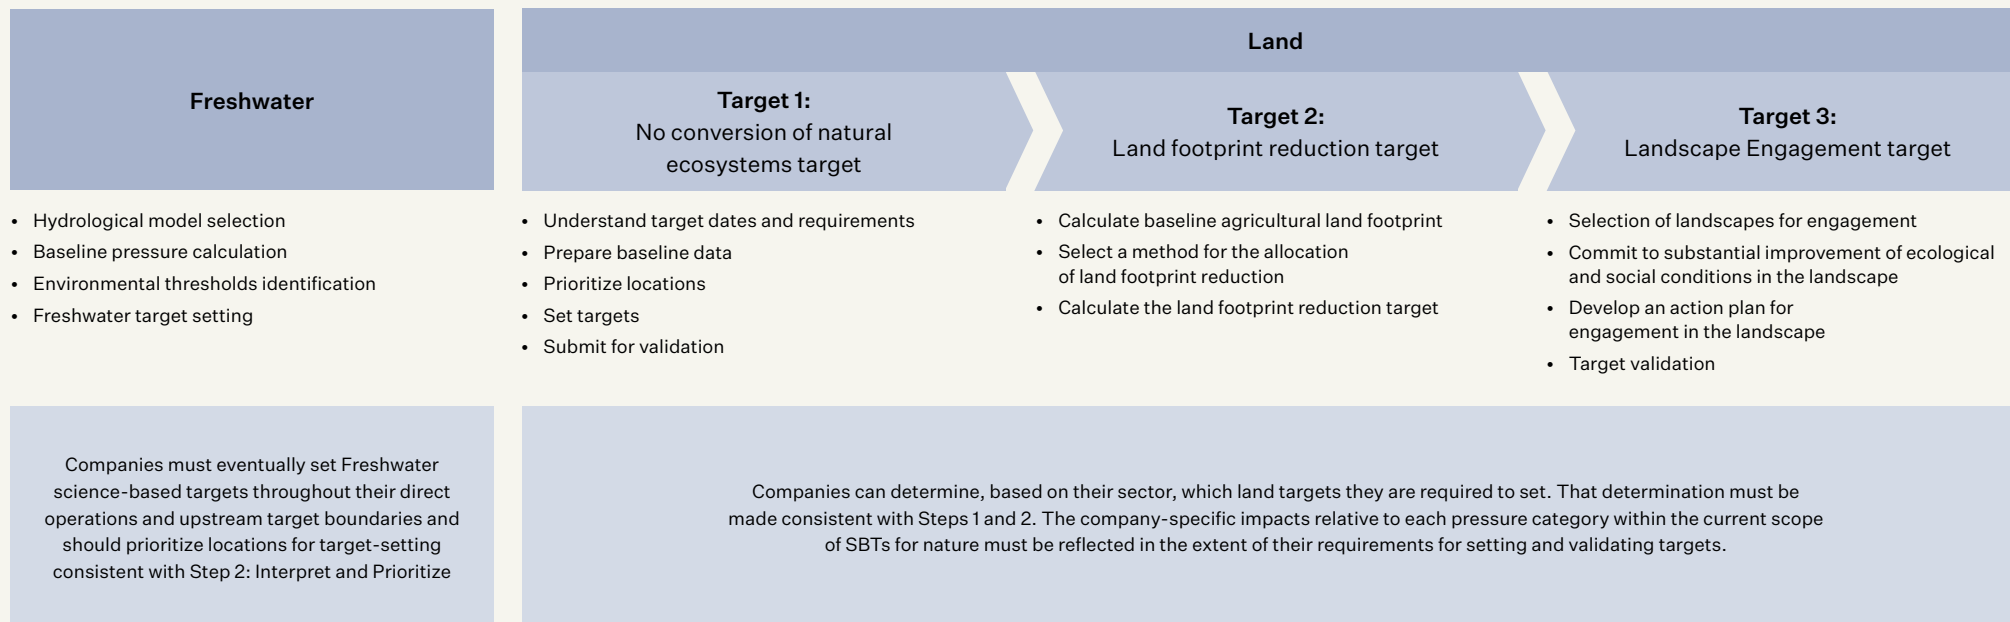 Freshwater
• Hydrological model selection
• Baseline pressure calculation
• Environmental thresholds identification
• Freshwater target setting
Companies must eventually set Freshwater
science-based targets throughout their direct
operations and upstream target boundaries and
should prioritize locations for target-setting
consistent with Step 2: Interpret and Prioritize
Land
Target 1:
No conversion of natural
ecosystems target
• Understand target dates and requirements
• Prepare baseline data
• Prioritize locations
• Set targets
• Submit for validation
Target 2:
Land footprint reduction target
• Calculate baseline agricultural land footprint
• Select a method for the allocation
of land footprint reduction
• Calculate the land footprint reduction target
Target 3:
Landscape Engagement target
• Selection of landscapes for engagement
• Commit to substantial improvement of ecological
and social conditions in the landscape
• Develop an action plan for
engagement in the landscape
• Target validation
Companies can determine, based on their sector, which land targets they are required to set. That determination must be
made consistent with Steps 1 and 2. The company-specific impacts relative to each pressure category within the current scope
of SBTs for nature must be reflected in the extent of their requirements for setting and validating targets.